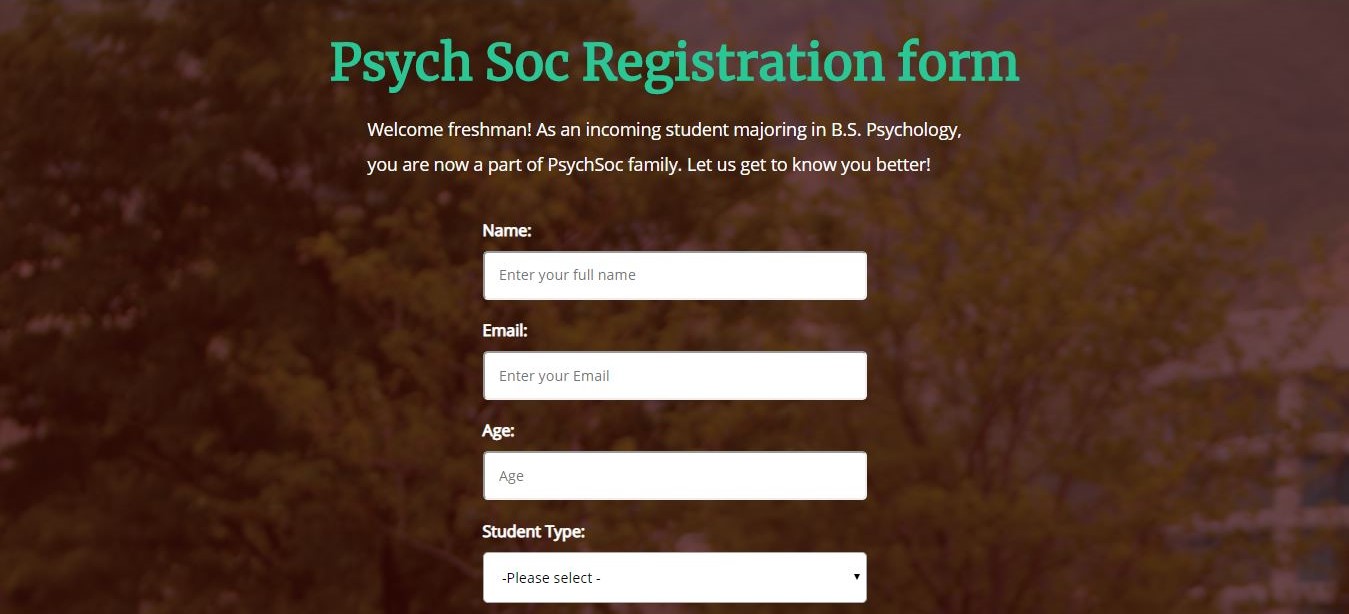 Psych Soc Registration form
Welcome freshman! As an incoming student majoring in B.S. Psychology,
you are now a part of PsychSoc family. Let us get to know you better!
Name:
Enter your full name
Email:
Enter your Email
Age:
Age
Student Type:
-Please select -